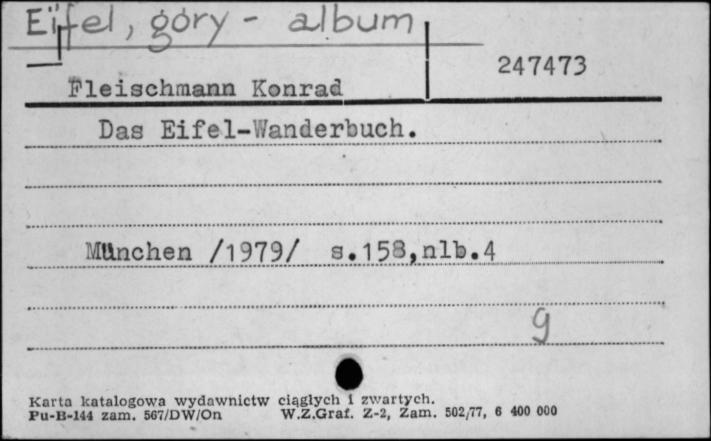 Eifel, góry - album
247473
Fleischmann Konrad
Das Eifel-Wanderbuch.
München /1979/ s.158,nlb.4
g
Karta katalogowa wydawnictw ciągłych i zwartych.
Pu-B-144 zam. 567/DW/On W.Z.Graf. Z-2, Zam. 502/77, 6 400 000